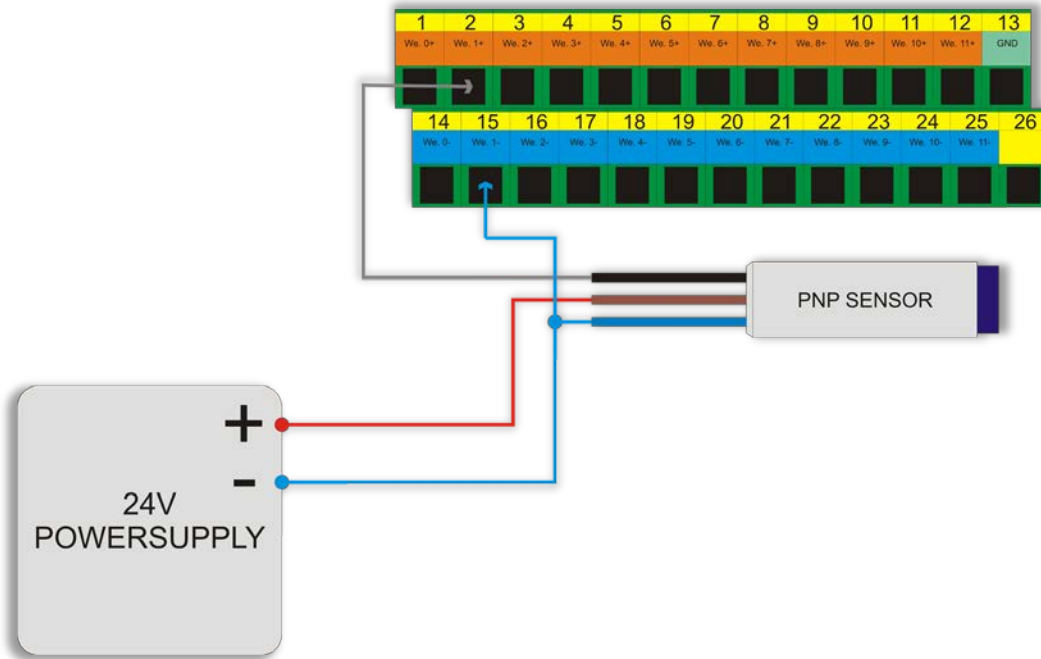 1 2 3 4 5 6 7 8 9 10 11 12 13
We. 0+ We. 1+ We. 2+ We. 3+ We. 4+ We. 5+ We. 6+ We. 7+ We. 8+ We. 9+ We. 10+ We. 11+ GND
14 15 16 17 18 19 20 21 22 23 24 25 26
We. 0- We. 1- We. 2- We. 3- We. 4- We. 5- We. 6- We. 7- We. 8- We. 9- We. 10- We. 11-
PNP SENSOR
+
-
24V
POWERSUPPLY